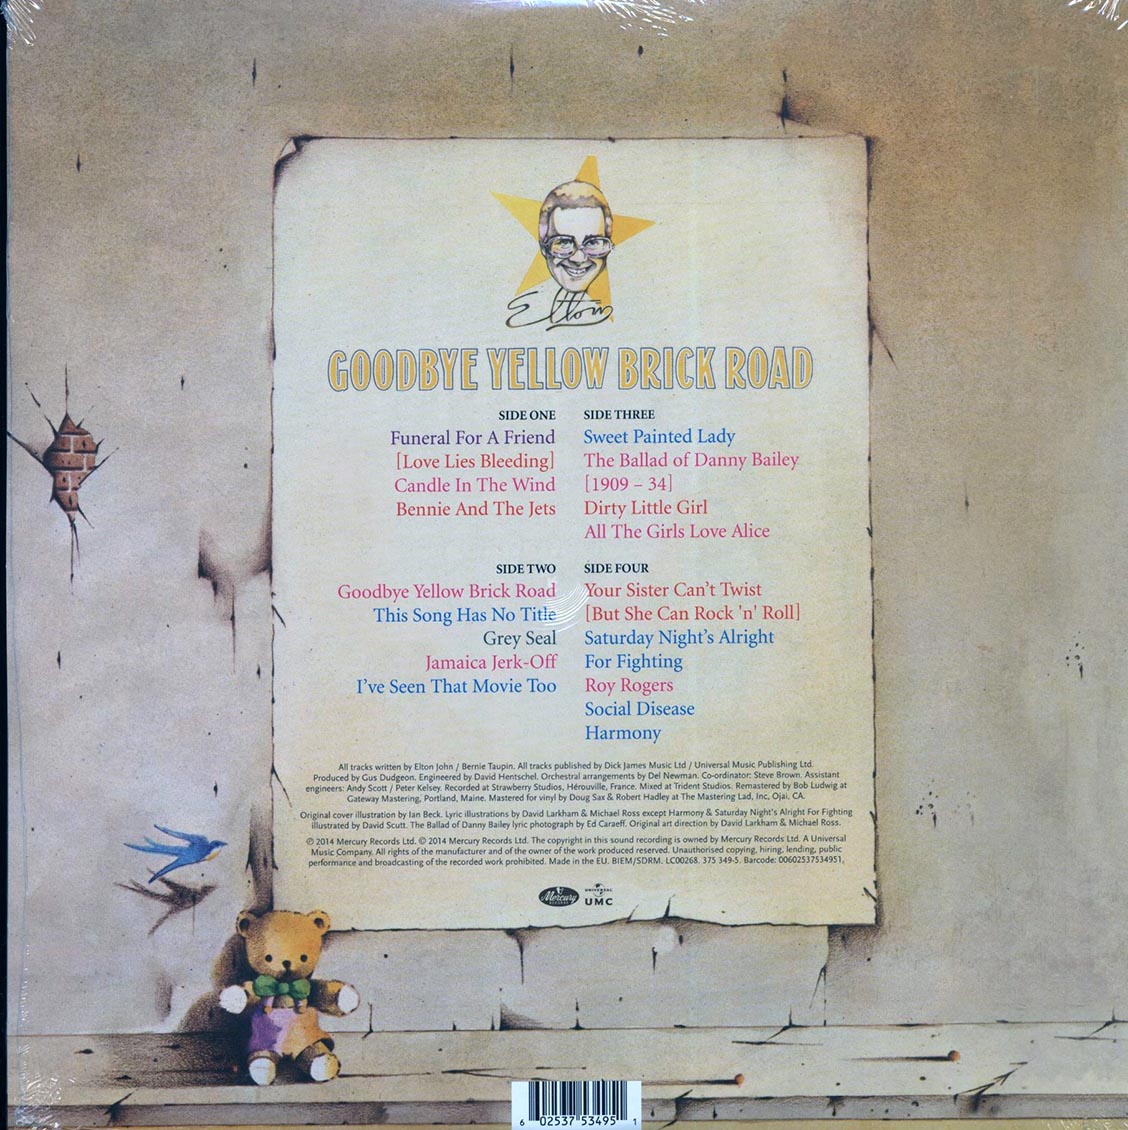 Elton
GOODBYE YELLOW BRICK ROAD
SIDE ONE
Funeral For A Friend
[Love Lies Bleeding]
Candle In The Wind
Bennie And The Jets
SIDE TWO
Goodbye Yellow Brick Road
This Song Has No Title
Grey Seal
Jamaica Jerk-Off
I've Seen That Movie Too
SIDE THREE
Sweet Painted Lady
The Ballad of Danny Bailey
[1909 – 34]
Dirty Little Girl
All The Girls Love Alice
SIDE FOUR
Your Sister Can't Twist
[But She Can Rock 'n' Roll]
Saturday Night's Alright
For Fighting
Roy Rogers
Social Disease
Harmony
All tracks written by Elton John / Bernie Taupin. All tracks published by Dick James Music Ltd / Universal Music Publishing Ltd.
Produced by Gus Dudgeon. Engineered by David Hentschel. Orchestral arrangements by Del Newman. Co-ordinator: Steve Brown. Assistant
engineers: Andy Scott / Peter Kelsey. Recorded at Strawberry Studios, Hérouville, France. Mixed at Trident Studios. Remastered by Bob Ludwig at
Gateway Mastering, Portland, Maine. Mastered for vinyl by Doug Sax & Robert Hadley at The Mastering Lad, Inc, Ojai, CA.
Original cover illustration by Ian Beck. Lyric illustrations by David Larkham & Michael Ross except Harmony & Saturday Night's Alright For Fighting
illustrated by David Scutt. The Ballad of Danny Bailey lyric photograph by Ed Caraeff. Original art direction by David Larkham & Michael Ross.
℗ 2014 Mercury Records Ltd. © 2014 Mercury Records Ltd. The copyright in this sound recording is owned by Mercury Records Ltd. A Universal
Music Company. All rights of the manufacturer and of the owner of the work produced reserved. Unauthorised copying, hiring, lending, public
performance and broadcasting of the recorded work prohibited. Made in the EU. BIEM/SDRM. LC00268. 375 349-5. Barcode: 00602537534951.
Mercury
RECORDS
UNIVERSAL
UMC
6 02537 53495 1